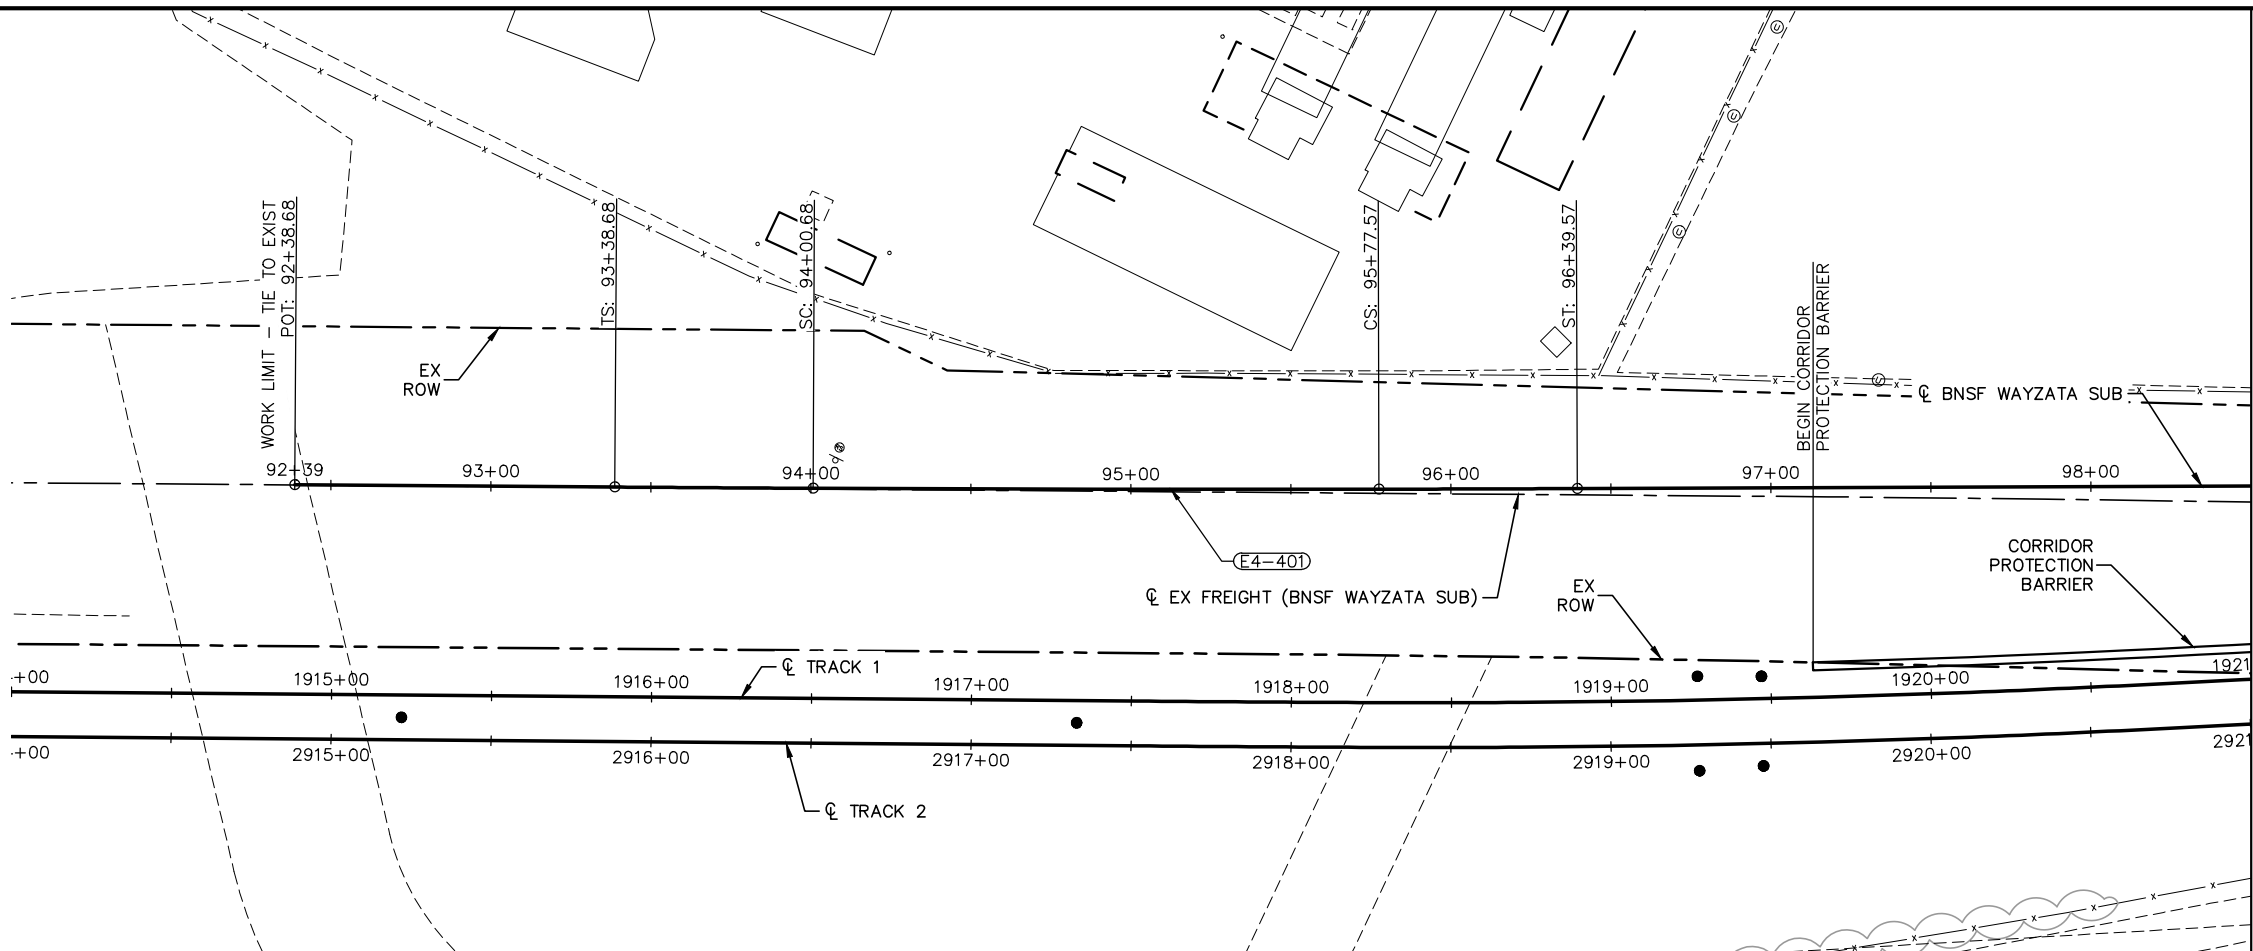 WORK LIMIT - TIE TO EXIST
POT: 92+38.68
TS: 93+38.68
SC: 94+00.68
CS: 95+77.57
ST: 96+39.57
BEGIN CORRIDOR
PROTECTION BARRIER
EX
ROW
℄ BNSF WAYZATA SUB
92+39
93+00
94+00
95+00
96+00
97+00
98+00
E4-401
℄ EX FREIGHT (BNSF WAYZATA SUB)
EX
ROW
CORRIDOR
PROTECTION
BARRIER
℄ TRACK 1
+00
1915+00
1916+00
1917+00
1918+00
1919+00
1920+00
1921
+00
2915+00
2916+00
2917+00
2918+00
2919+00
2920+00
2921
℄ TRACK 2